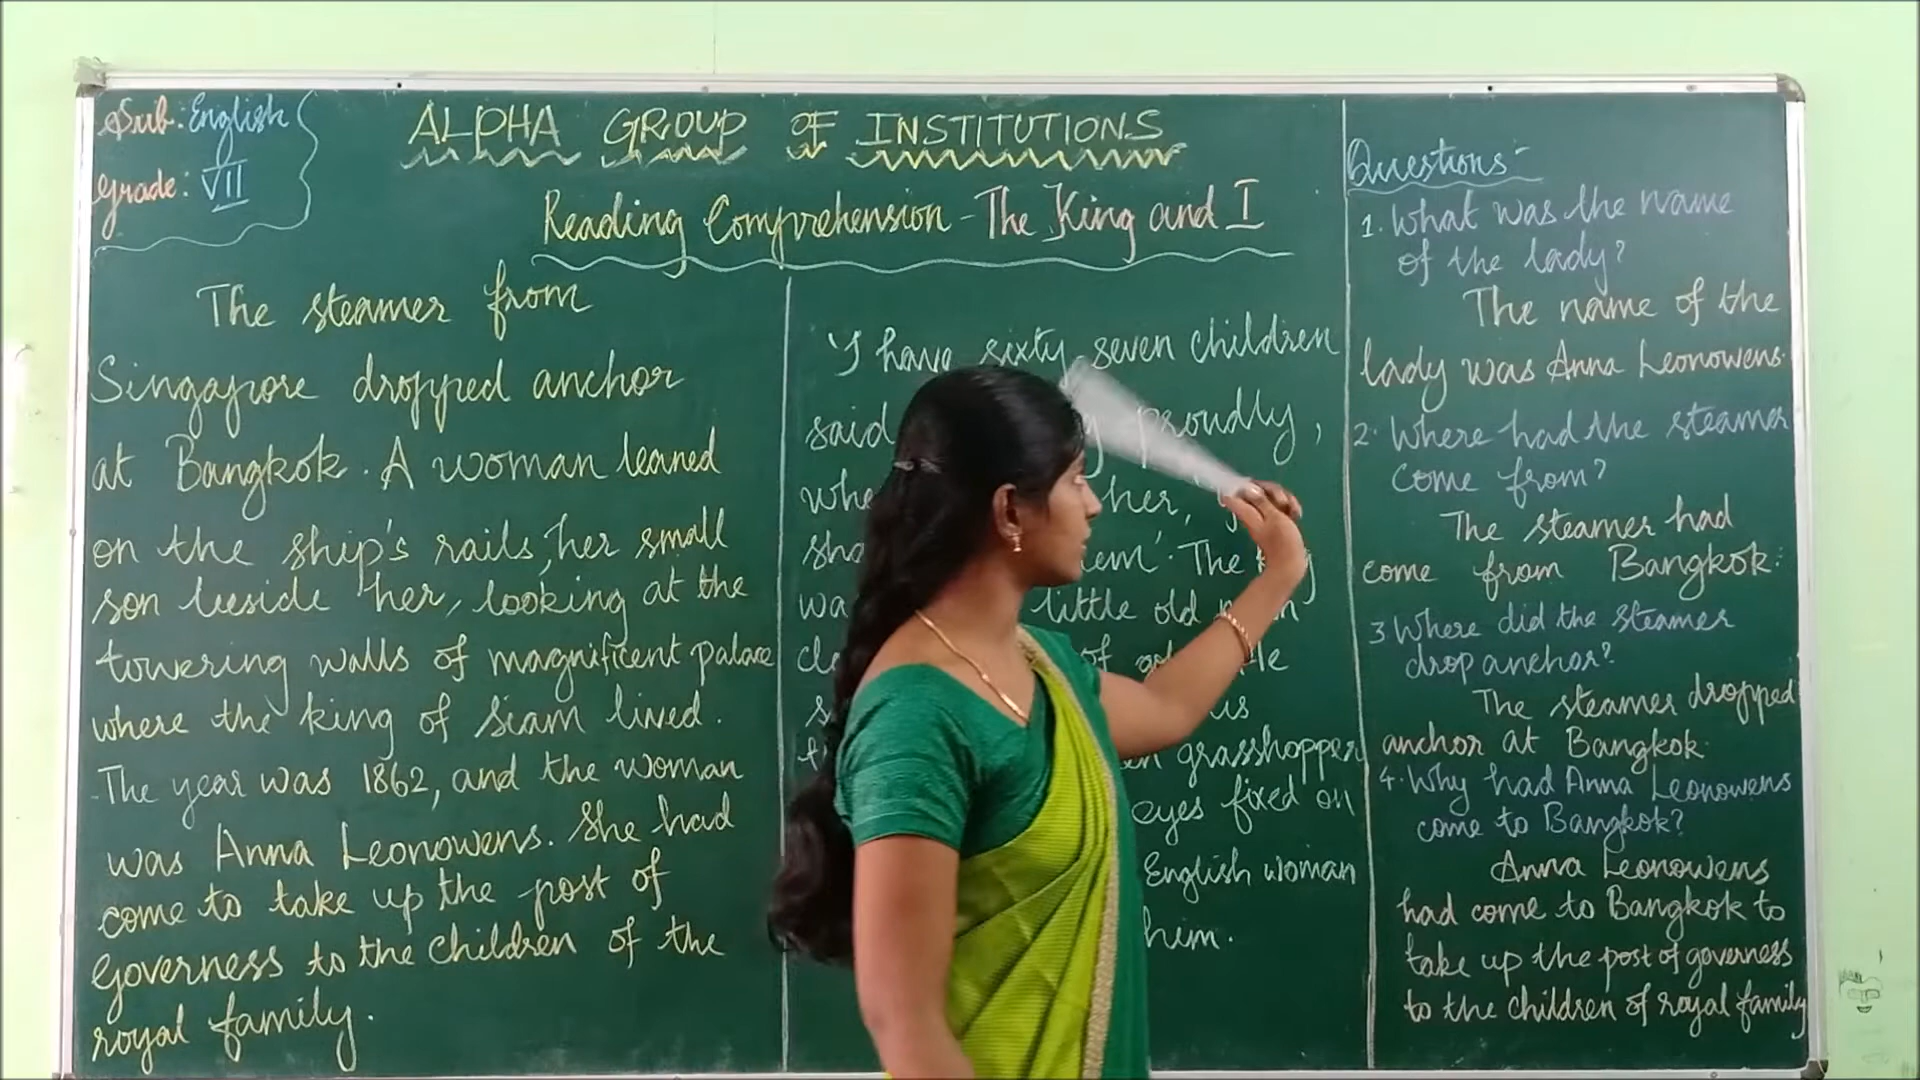 Sub: English
Grade: VII
ALPHA GROUP OF INSTITUTIONS
Reading Comprehension - The King and I
The steamer from
Singapore dropped anchor
at Bangkok. A woman leaned
on the ship's rails, her small
son beside her, looking at the
towering walls of magnificent palace
where the king of Siam lived.
The year was 1862, and the woman
was Anna Leonowens. She had
come to take up the post of
Governess to the children of the
royal family.
'I have sixty seven children
said proudly,
her,
The
little old
of
grasshopper
eyes fixed on
English woman
him.
Questions:-
1. What was the name
of the lady?
The name of the
lady was Anna Leonowens.
2. Where had the steamer
come from?
The steamer had
come from Bangkok.
3. Where did the steamer
drop anchor?
The steamer dropped
anchor at Bangkok.
4. Why had Anna Leonowens
come to Bangkok?
Anna Leonowens
had come to Bangkok to
take up the post of governess
to the children of royal family